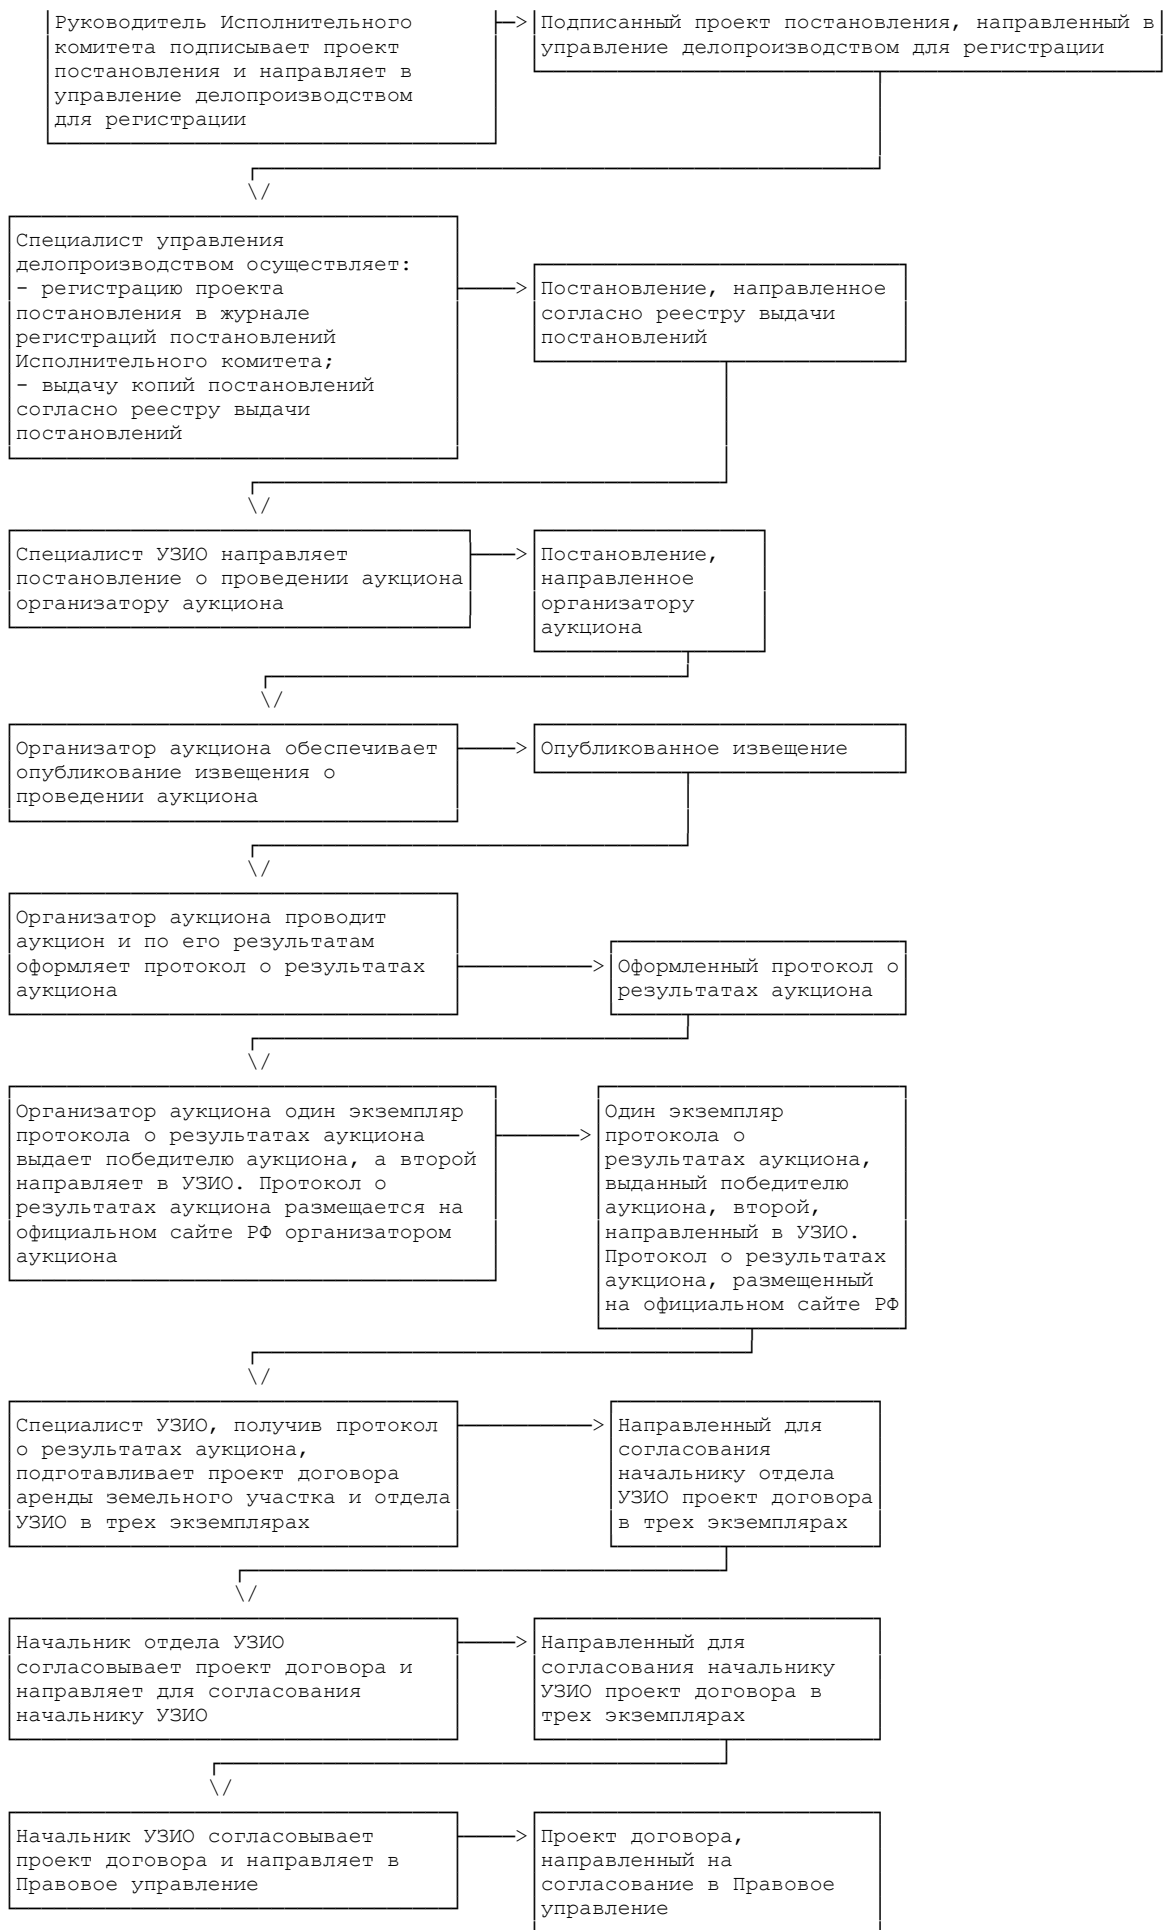 Руководитель Исполнительного
комитета подписывает проект
постановления и направляет в
управление делопроизводством
для регистрации
Подписанный проект постановления, направленный в
управление делопроизводством для регистрации
Специалист управления
делопроизводством осуществляет:
- регистрацию проекта
постановления в журнале
регистраций постановлений
Исполнительного комитета;
- выдачу копий постановлений
согласно реестру выдачи
постановлений
Постановление, направленное
согласно реестру выдачи
постановлений
Специалист УЗИО направляет
постановление о проведении аукциона
организатору аукциона
Постановление,
направленное
организатору
аукциона
Организатор аукциона обеспечивает
опубликование извещения о
проведении аукциона
Опубликованное извещение
Организатор аукциона проводит
аукцион и по его результатам
оформляет протокол о результатах
аукциона
Оформленный протокол о
результатах аукциона
Организатор аукциона один экземпляр
протокола о результатах аукциона
выдает победителю аукциона, а второй
направляет в УЗИО. Протокол о
результатах аукциона размещается на
официальном сайте РФ организатором
аукциона
Один экземпляр
протокола о
результатах аукциона,
выданный победителю
аукциона, второй,
направленный в УЗИО.
Протокол о результатах
аукциона, размещенный
на официальном сайте РФ
Специалист УЗИО, получив протокол
о результатах аукциона,
подготавливает проект договора
аренды земельного участка и отдела
УЗИО в трех экземплярах
Направленный для
согласования
начальнику отдела
УЗИО проект договора
в трех экземплярах
Начальник отдела УЗИО
согласовывает проект договора и
направляет для согласования
начальнику УЗИО
Направленный для
согласования начальнику
УЗИО проект договора в
трех экземплярах
Начальник УЗИО согласовывает
проект договора и направляет в
Правовое управление
Проект договора,
направленный на
согласование в Правовое
управление